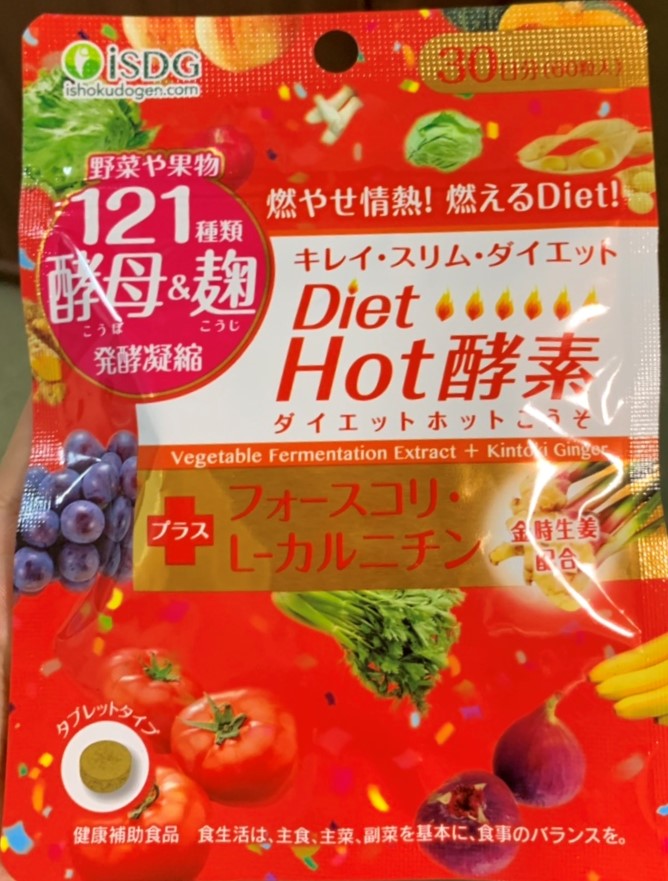 iSDG
ishokudogen.com
30日分(60粒入)
野菜や果物
121種類
酵母&麹
こうぼ こうじ
発酵凝縮
燃やせ情熱! 燃えるDiet!
キレイ・スリム・ダイエット
Diet
Hot酵素
ダイエットホットこうそ
Vegetable Fermentation Extract + Kintoki Ginger
プラス
フォースコリ・
L-カルニチン
金時生姜
配合
タブレットタイプ
健康補助食品 食生活は、主食、主菜、副菜を基本に、食事のバランスを。